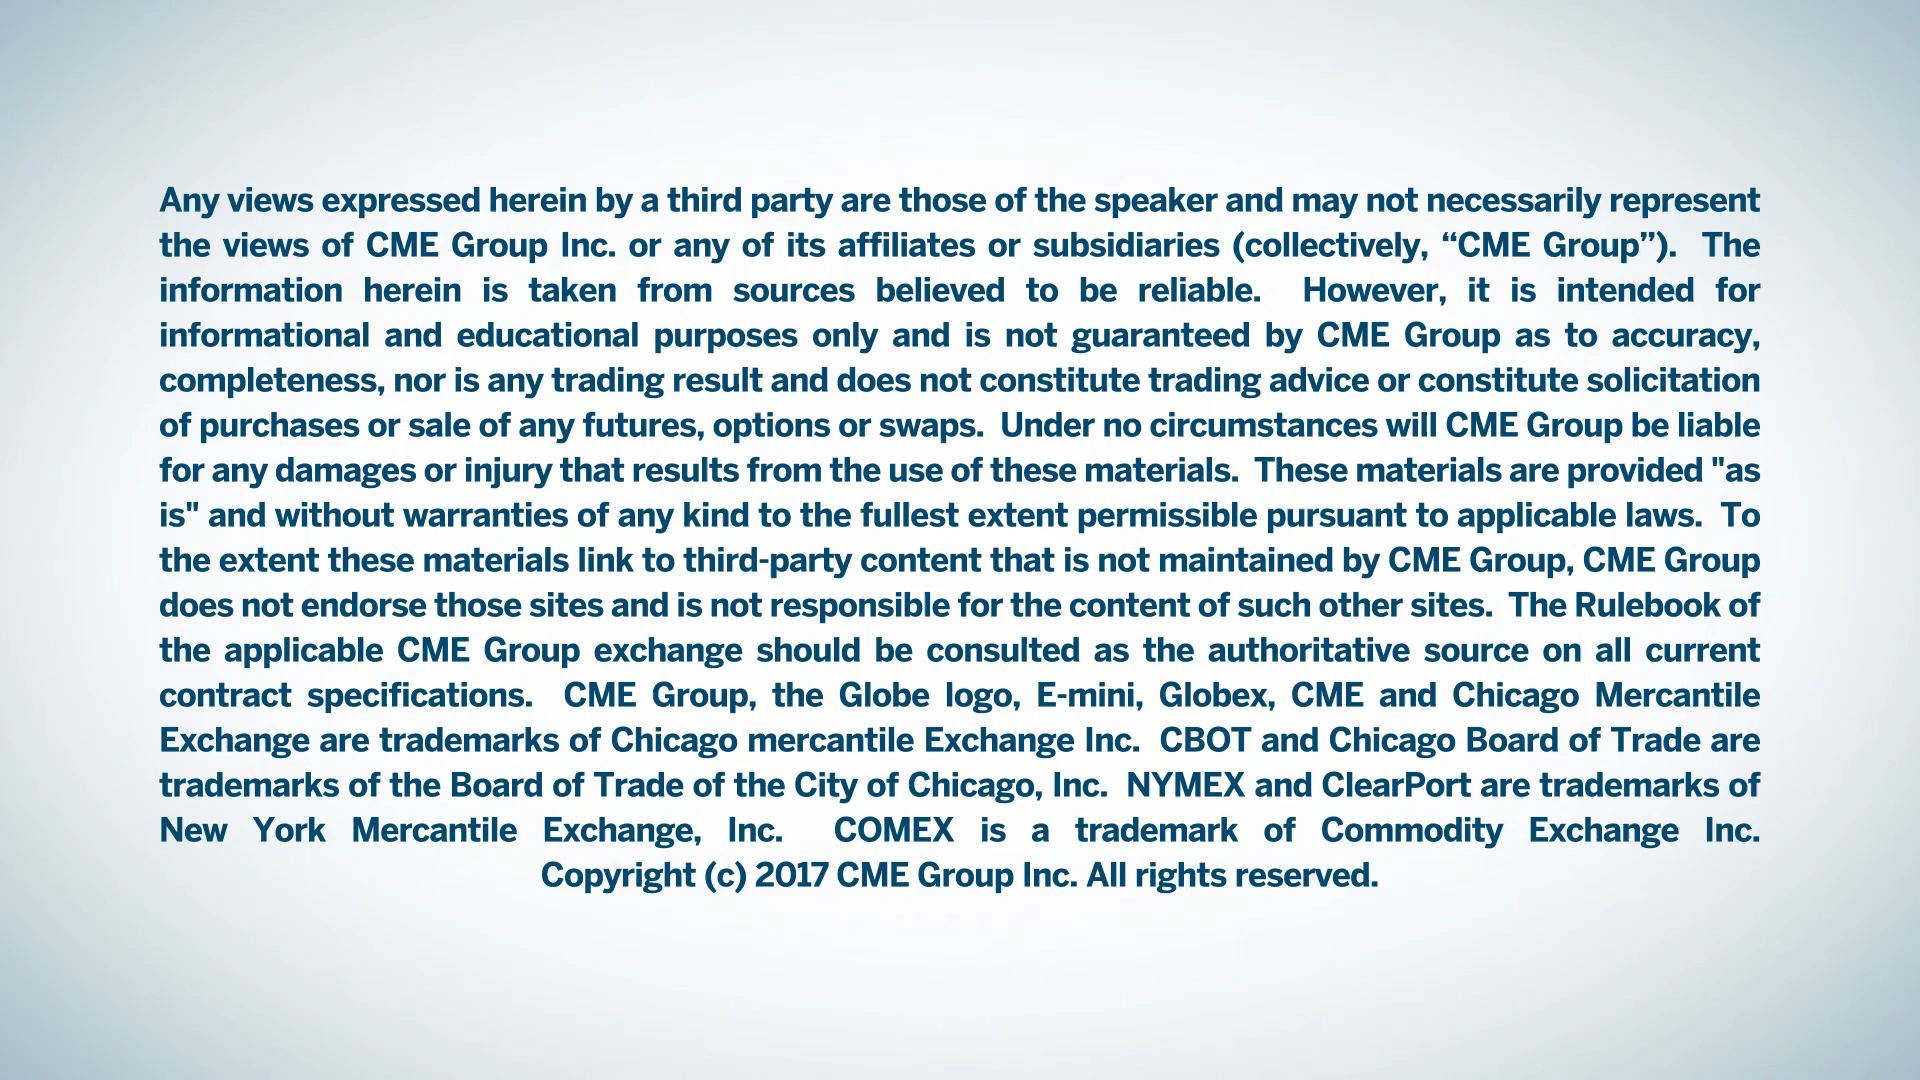 Any views expressed herein by a third party are those of the speaker and may not necessarily represent
the views of CME Group Inc. or any of its affiliates or subsidiaries (collectively, “CME Group”).  The
information herein is taken from sources believed to be reliable.  However, it is intended for
informational and educational purposes only and is not guaranteed by CME Group as to accuracy,
completeness, nor is any trading result and does not constitute trading advice or constitute solicitation
of purchases or sale of any futures, options or swaps.  Under no circumstances will CME Group be liable
for any damages or injury that results from the use of these materials.  These materials are provided "as
is" and without warranties of any kind to the fullest extent permissible pursuant to applicable laws.  To
the extent these materials link to third-party content that is not maintained by CME Group, CME Group
does not endorse those sites and is not responsible for the content of such other sites.  The Rulebook of
the applicable CME Group exchange should be consulted as the authoritative source on all current
contract specifications.  CME Group, the Globe logo, E-mini, Globex, CME and Chicago Mercantile
Exchange are trademarks of Chicago mercantile Exchange Inc.  CBOT and Chicago Board of Trade are
trademarks of the Board of Trade of the City of Chicago, Inc.  NYMEX and ClearPort are trademarks of
New York Mercantile Exchange, Inc.  COMEX is a trademark of Commodity Exchange Inc.
Copyright (c) 2017 CME Group Inc. All rights reserved.